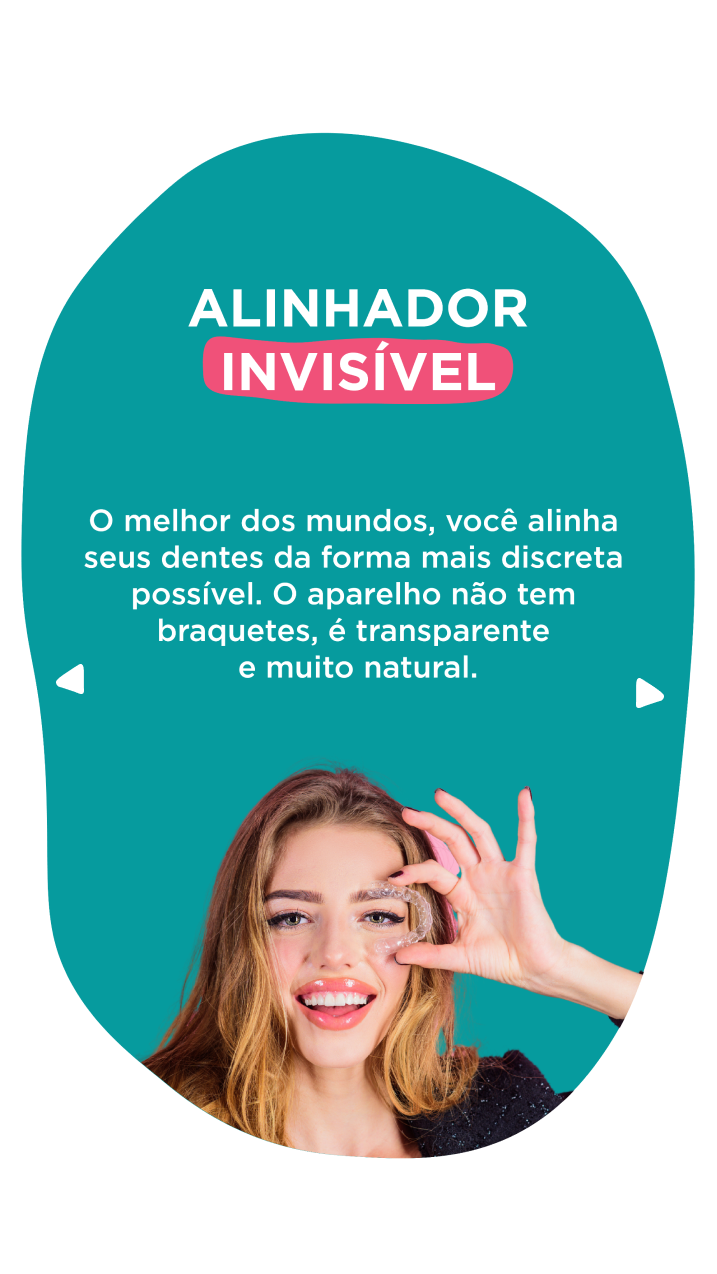 ALINHADOR
INVISÍVEL
O melhor dos mundos, você alinha
seus dentes da forma mais discreta
possível. O aparelho não tem
braquetes, é transparente
e muito natural.